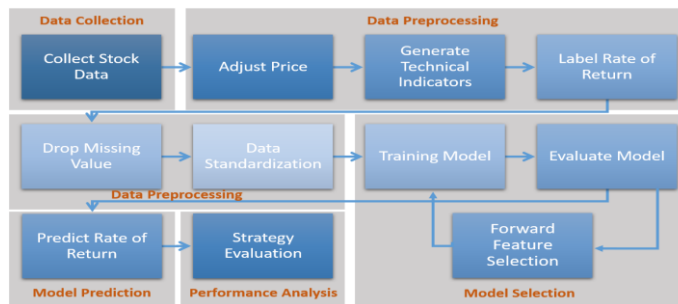 Data Collection
Data Preprocessing
Collect Stock
Data
Adjust Price
Generate
Technical
Indicators
Label Rate of
Return
Drop Missing
Value
Data
Standardization
Training Model
Evaluate Model
Data Preprocessing
Predict Rate of
Return
Strategy
Evaluation
Forward
Feature
Selection
Model Prediction
Performance Analysis
Model Selection